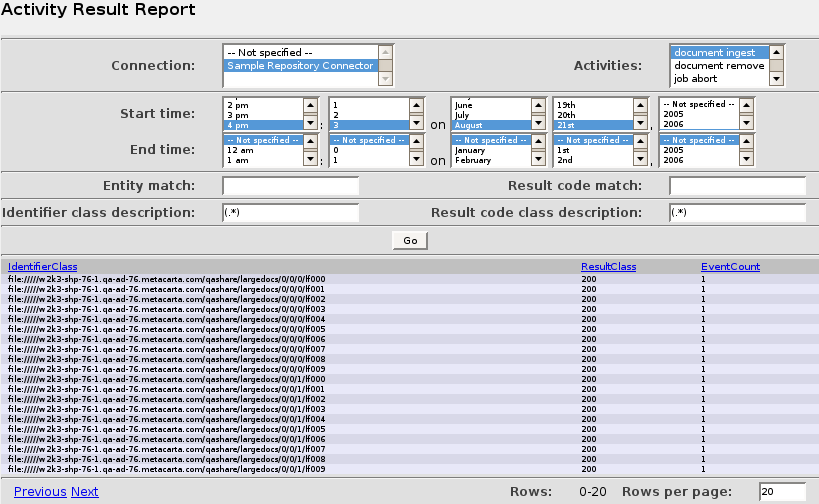 Activity Result Report
Connection: -- Not specified -- Sample Repository Connector
Activities: document ingest document remove job abort
Start time: 2 pm 3 pm 4 pm : 1 2 3 on June July August 19th 20th 21st , -- Not specified -- 2005 2006
End time: -- Not specified -- 12 am 1 am : -- Not specified -- 0 1 on -- Not specified -- January February -- Not specified -- 1st 2nd , -- Not specified -- 2005 2006
Entity match: Result code match:
Identifier class description: (.*) Result code class description: (.*)
Go
IdentifierClass ResultClass EventCount
file://///w2k3-shp-76-1.qa-ad-76.metacarta.com/qashare/largedocs/0/0/0/lf000 200 1
file://///w2k3-shp-76-1.qa-ad-76.metacarta.com/qashare/largedocs/0/0/0/lf001 200 1
file://///w2k3-shp-76-1.qa-ad-76.metacarta.com/qashare/largedocs/0/0/0/lf002 200 1
file://///w2k3-shp-76-1.qa-ad-76.metacarta.com/qashare/largedocs/0/0/0/lf003 200 1
file://///w2k3-shp-76-1.qa-ad-76.metacarta.com/qashare/largedocs/0/0/0/lf004 200 1
file://///w2k3-shp-76-1.qa-ad-76.metacarta.com/qashare/largedocs/0/0/0/lf005 200 1
file://///w2k3-shp-76-1.qa-ad-76.metacarta.com/qashare/largedocs/0/0/0/lf006 200 1
file://///w2k3-shp-76-1.qa-ad-76.metacarta.com/qashare/largedocs/0/0/0/lf007 200 1
file://///w2k3-shp-76-1.qa-ad-76.metacarta.com/qashare/largedocs/0/0/0/lf008 200 1
file://///w2k3-shp-76-1.qa-ad-76.metacarta.com/qashare/largedocs/0/0/0/lf009 200 1
file://///w2k3-shp-76-1.qa-ad-76.metacarta.com/qashare/largedocs/0/0/1/lf000 200 1
file://///w2k3-shp-76-1.qa-ad-76.metacarta.com/qashare/largedocs/0/0/1/lf001 200 1
file://///w2k3-shp-76-1.qa-ad-76.metacarta.com/qashare/largedocs/0/0/1/lf002 200 1
file://///w2k3-shp-76-1.qa-ad-76.metacarta.com/qashare/largedocs/0/0/1/lf003 200 1
file://///w2k3-shp-76-1.qa-ad-76.metacarta.com/qashare/largedocs/0/0/1/lf004 200 1
file://///w2k3-shp-76-1.qa-ad-76.metacarta.com/qashare/largedocs/0/0/1/lf005 200 1
file://///w2k3-shp-76-1.qa-ad-76.metacarta.com/qashare/largedocs/0/0/1/lf006 200 1
file://///w2k3-shp-76-1.qa-ad-76.metacarta.com/qashare/largedocs/0/0/1/lf007 200 1
file://///w2k3-shp-76-1.qa-ad-76.metacarta.com/qashare/largedocs/0/0/1/lf008 200 1
file://///w2k3-shp-76-1.qa-ad-76.metacarta.com/qashare/largedocs/0/0/1/lf009 200 1
Previous Next Rows: 0-20 Rows per page: 20